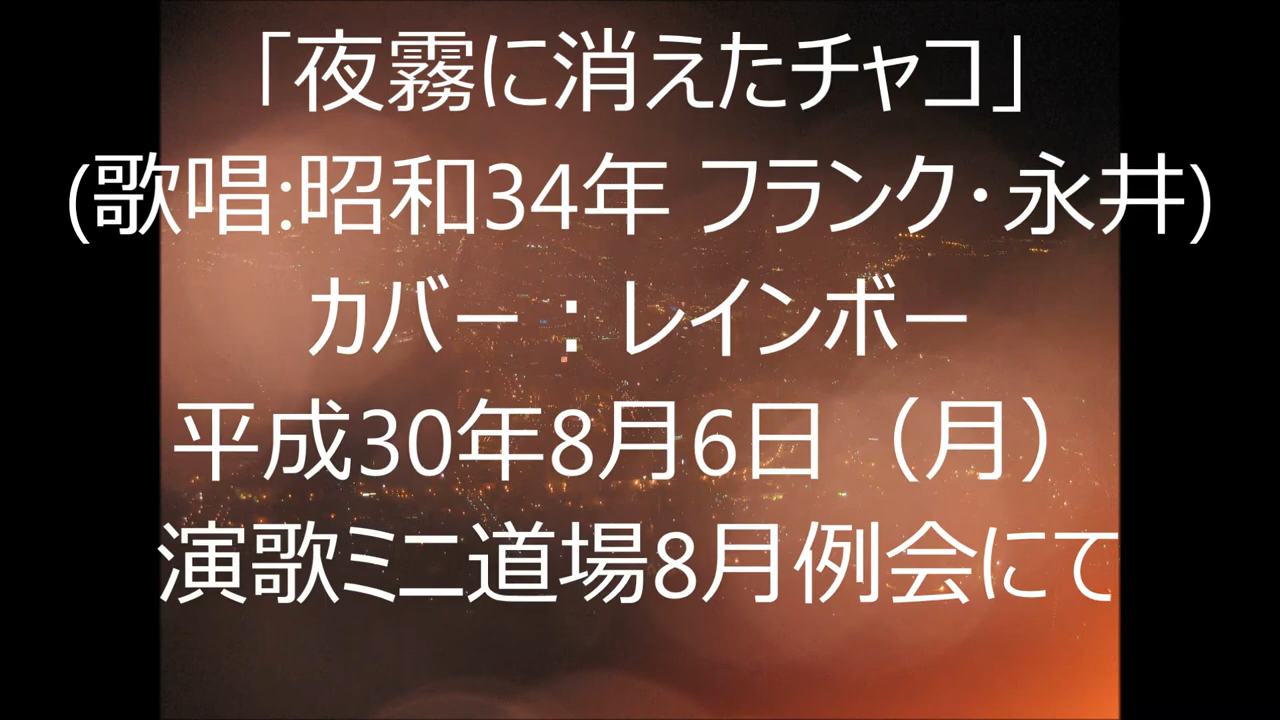 「夜霧に消えたチャコ」
(歌唱:昭和34年 フランク・永井)
カバー：レインボー
平成30年8月6日（月）
演歌ミニ道場8月例会にて